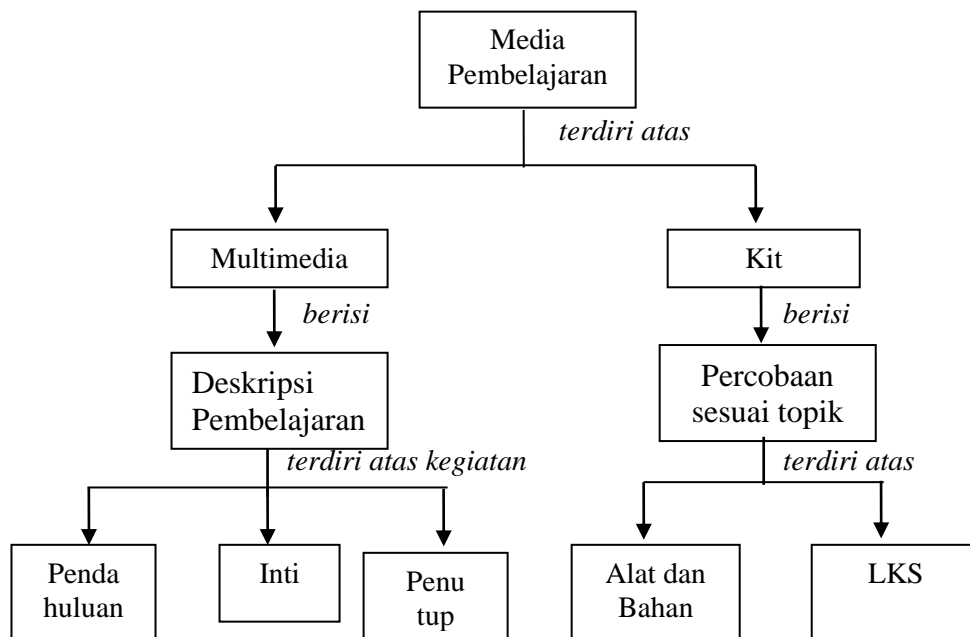 Media
Pembelajaran
terdiri atas
Multimedia
Kit
berisi
berisi
Deskripsi
Pembelajaran
Percobaan
sesuai topik
terdiri atas kegiatan
terdiri atas
Penda
huluan
Inti
Penu
tup
Alat dan
Bahan
LKS